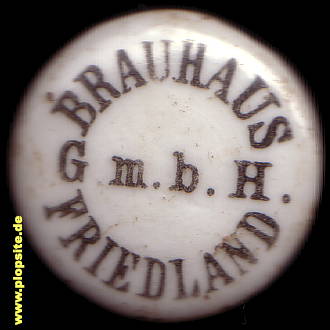 BRAUHAUS
G m.b.H.
FRIEDLAND.
www.plopsite.de